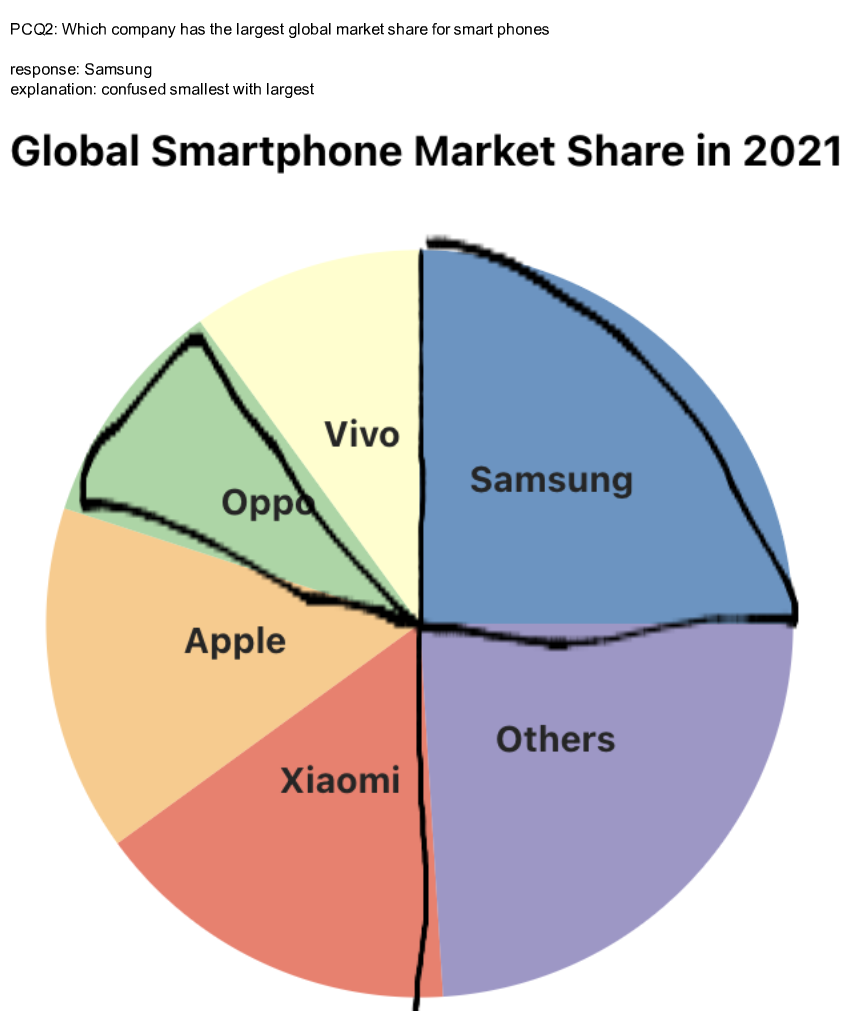 PCQ2: Which company has the largest global market share for smart phones
response: Samsung
explanation: confused smallest with largest
Global Smartphone Market Share in 2021
Vivo
Samsung
Oppo
Apple
Others
Xiaomi